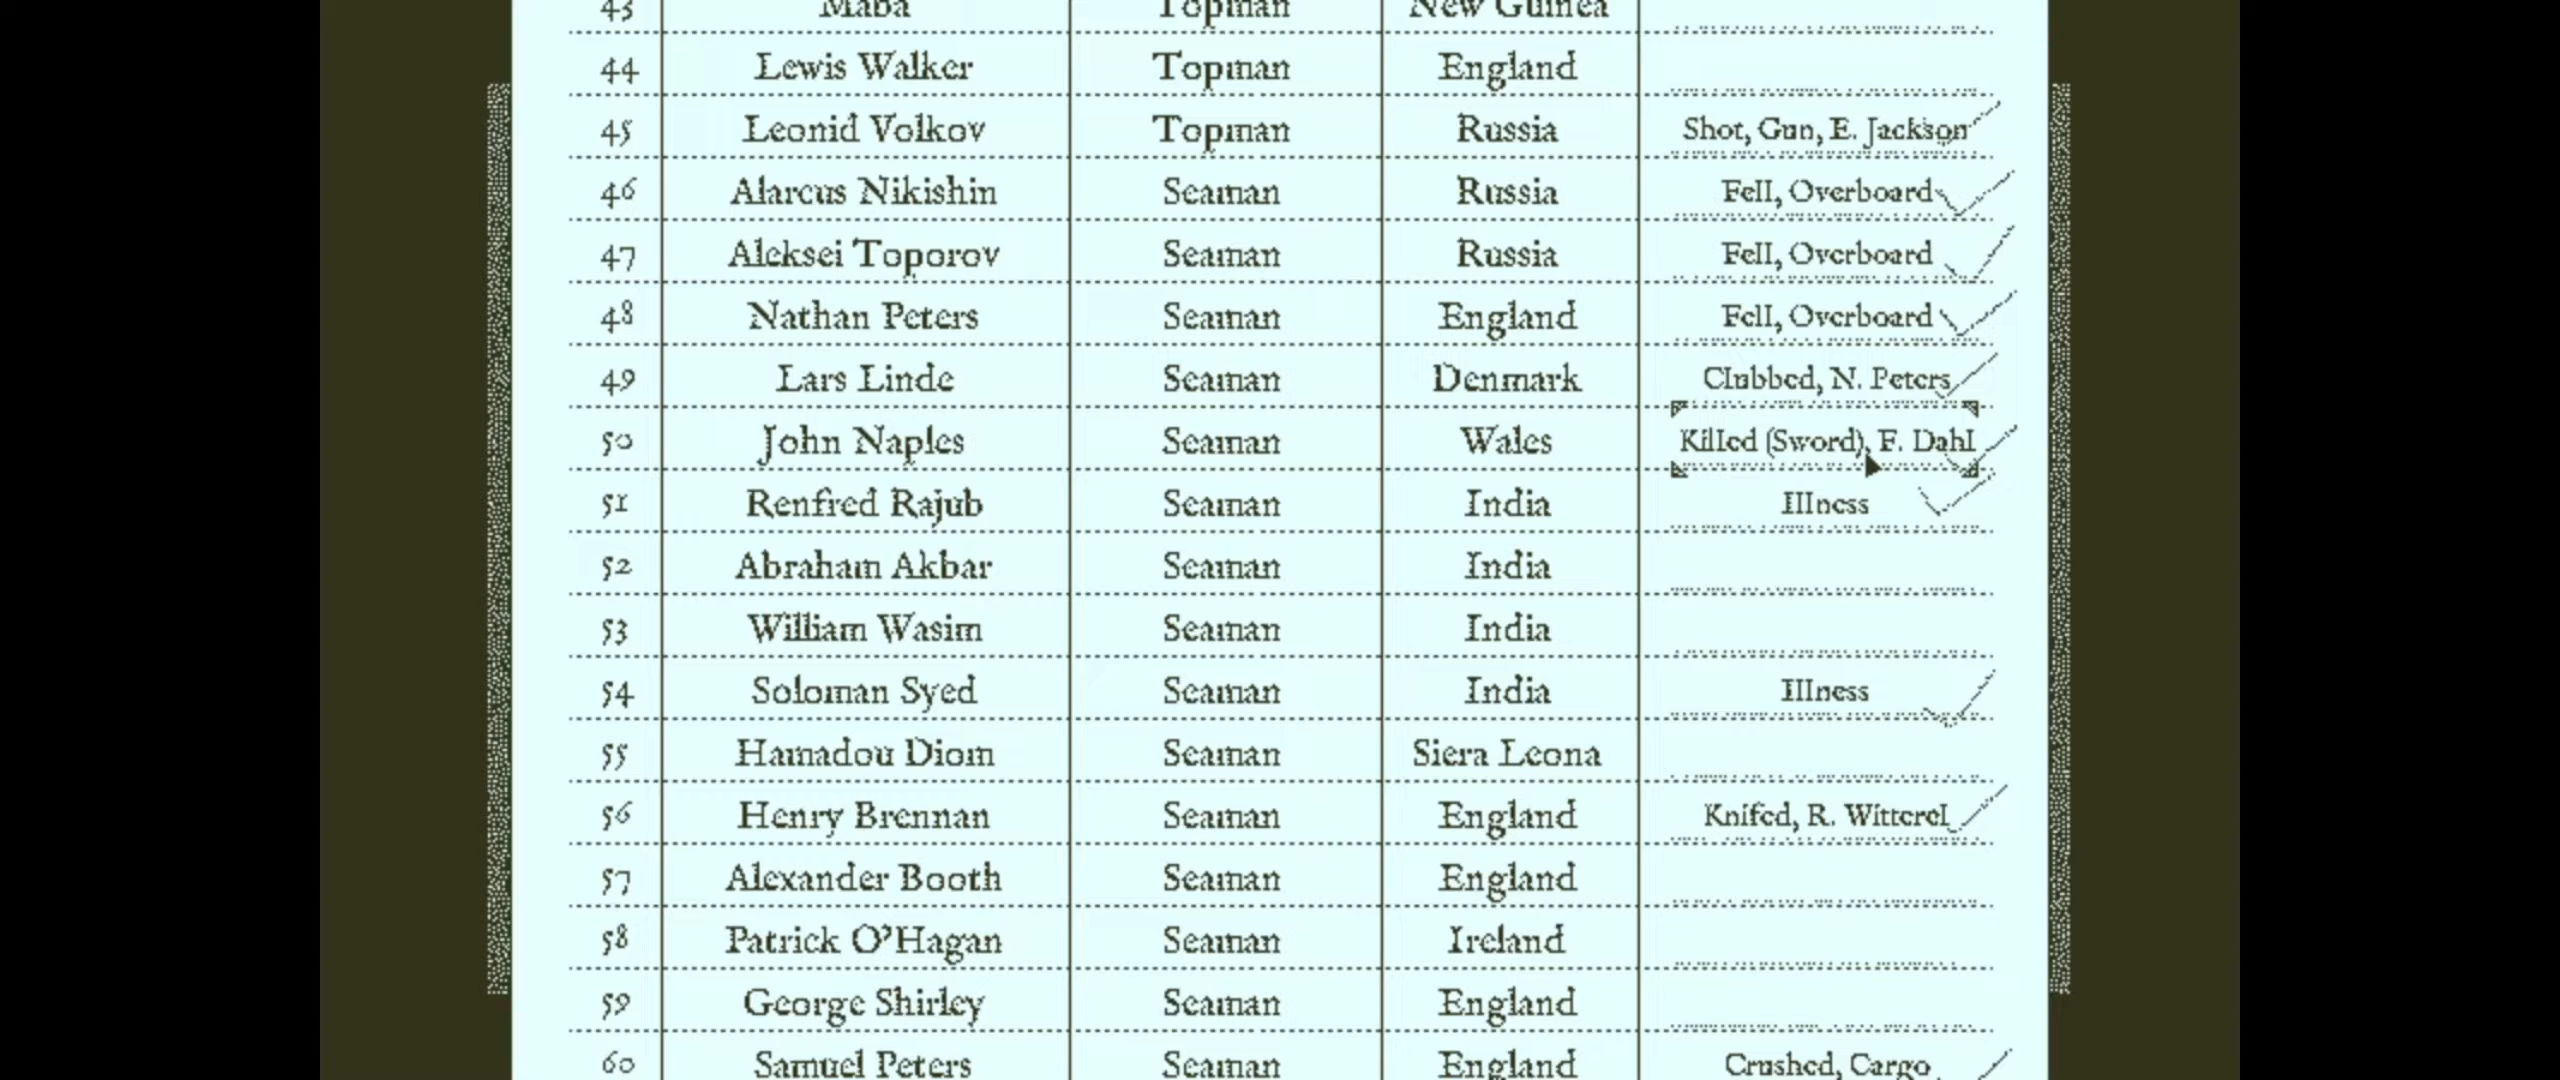 43 Maba Topman New Guinea
44 Lewis Walker Topman England
45 Leonid Volkov Topman Russia Shot, Gun, E. Jackson
46 Alarcus Nikishin Seaman Russia Fell, Overboard
47 Aleksei Toporov Seaman Russia Fell, Overboard
48 Nathan Peters Seaman England Fell, Overboard
49 Lars Linde Seaman Denmark Clubbed, N. Peters
50 John Naples Seaman Wales Killed (Sword), F. Dahl
51 Renfred Rajub Seaman India Illness
52 Abraham Akbar Seaman India
53 William Wasim Seaman India
54 Soloman Syed Seaman India Illness
55 Hamadou Diom Seaman Siera Leona
56 Henry Brennan Seaman England Knifed, R. Witterel
57 Alexander Booth Seaman England
58 Patrick O'Hagan Seaman Ireland
59 George Shirley Seaman England
60 Samuel Peters Seaman England Crushed, Cargo